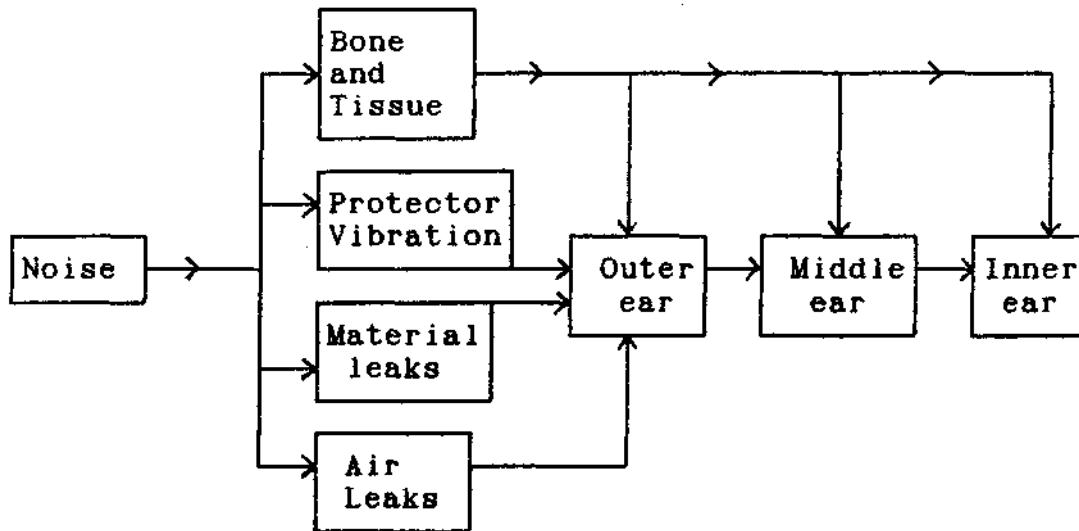 Bone
and
Tissue
Protector
Vibration
Noise
Outer
ear
Middle
ear
Inner
ear
Material
leaks
Air
Leaks